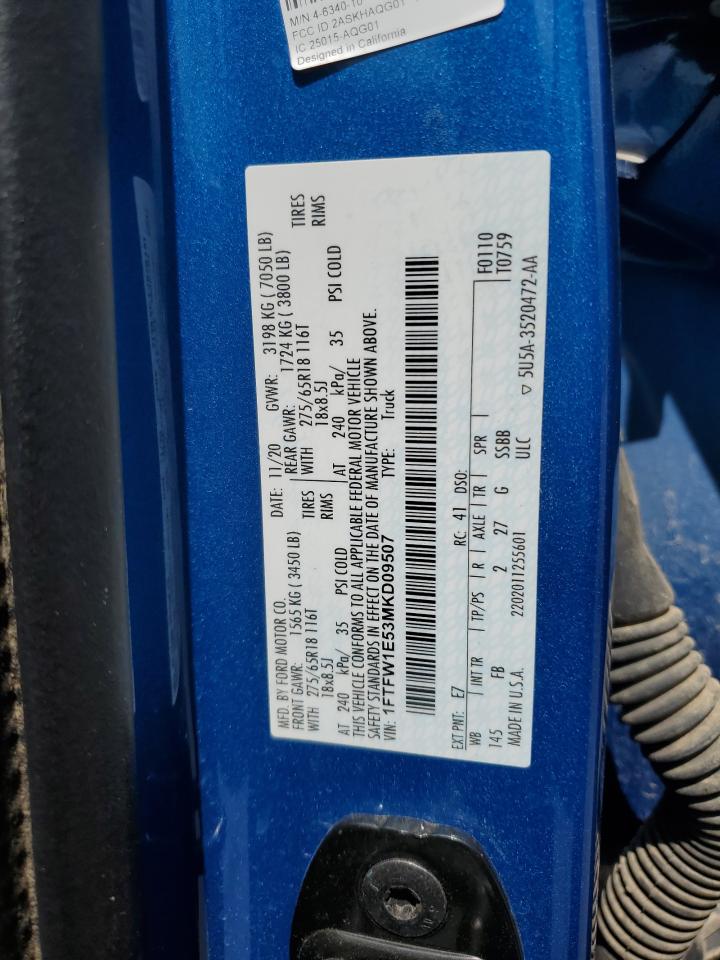 M/N 4-6340-10
FCC ID 2ASKHAQG01
IC 25015-AQG01
Designed in California
MFD. BY FORD MOTOR CO. DATE: 11/20 GVWR: 3198 KG ( 7050 LB)
FRONT GAWR: 1565 KG ( 3450 LB) REAR GAWR: 1724 KG ( 3800 LB)
WITH 275/65R18 116T TIRES WITH 275/65R18 116T TIRES
18x8.5J RIMS 18x8.5J RIMS
AT 240 kPa/ 35 PSI COLD AT 240 kPa/ 35 PSI COLD
THIS VEHICLE CONFORMS TO ALL APPLICABLE FEDERAL MOTOR VEHICLE
SAFETY STANDARDS IN EFFECT ON THE DATE OF MANUFACTURE SHOWN ABOVE.
VIN: 1FTFW1E53MKD09507 TYPE: Truck
EXT PNT: E7 RC: 41 DSO:
WB INT TR TP/PS R AXLE TR SPR F0110
145 FB 2 27 G SSBB T0759
MADE IN U.S.A. 2202011255601 ULC ▽ 5U5A-3520472-AA